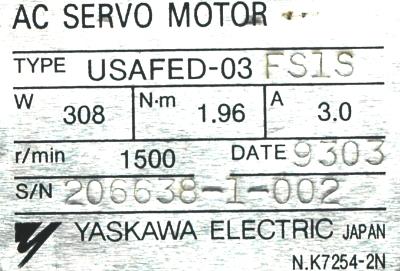 AC SERVO MOTOR
TYPE USAFED-03 FS1S
W 308 N·m 1.96 A 3.0
r/min 1500 DATE 9303
S/N 206638-1-002
YASKAWA ELECTRIC JAPAN
N.K7254-2N